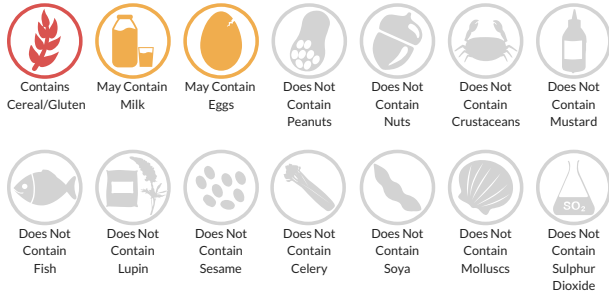 Contains
Cereal/Gluten
May Contain
Milk
May Contain
Eggs
Does Not
Contain
Peanuts
Does Not
Contain
Nuts
Does Not
Contain
Crustaceans
Does Not
Contain
Mustard
Does Not
Contain
Fish
Does Not
Contain
Lupin
Does Not
Contain
Sesame
Does Not
Contain
Celery
Does Not
Contain
Soya
Does Not
Contain
Molluscs
SO₂
Does Not
Contain
Sulphur
Dioxide